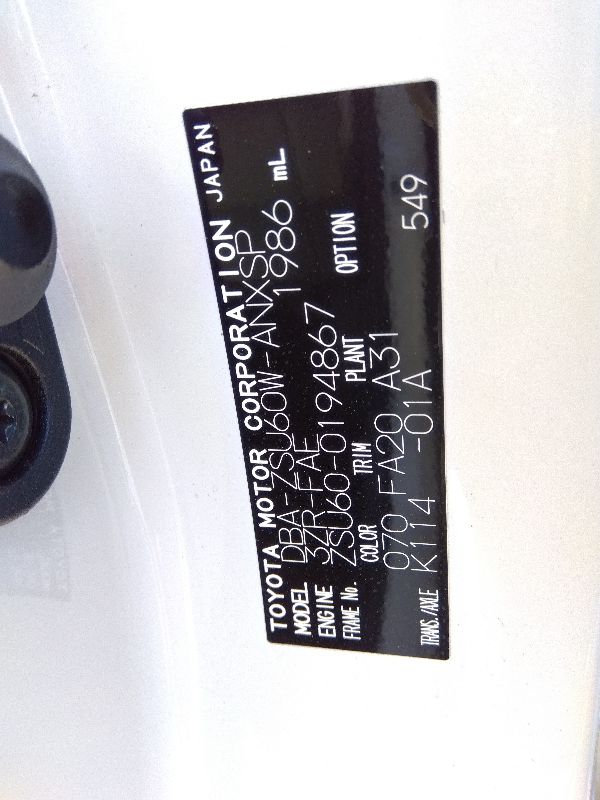 TOYOTA MOTOR CORPORATION JAPAN
MODEL DBA-ZSU60W-ANXSP
ENGINE 3ZR-FAE 1986 mL
FRAME No. ZSU60-0194867
COLOR TRIM PLANT OPTION
070 FA20 A31
TRANS./AXLE K114 -01A 549